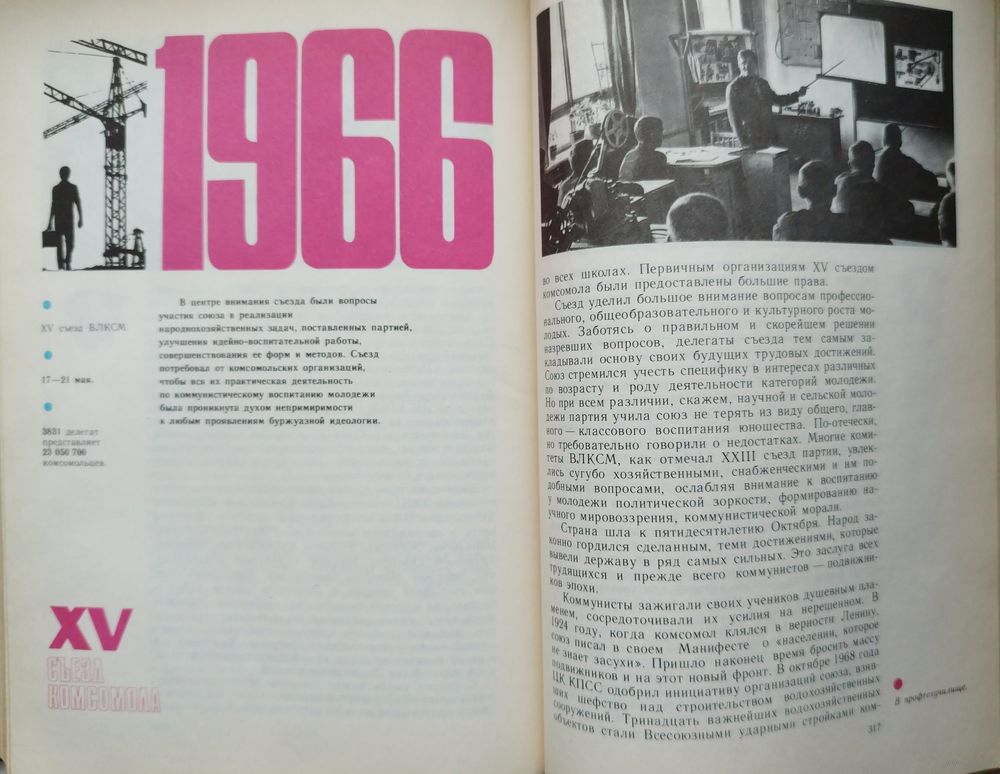 1966
XV съезд ВЛКСМ
17—21 мая.
3831 делегат
представляет
23 050 700
комсомольцев.
В центре внимания съезда были вопросы
участия союза в реализации
народнохозяйственных задач, поставленных партией,
улучшения идейно-воспитательной работы,
совершенствования ее форм и методов. Съезд
потребовал от комсомольских организаций,
чтобы вся их практическая деятельность
по коммунистическому воспитанию молодежи
была проникнута духом непримиримости
к любым проявлениям буржуазной идеологии.
XV
СЪЕЗД
КОМСОМОЛА
во всех школах. Первичным организациям XV съездом
комсомола были предоставлены большие права.
Съезд уделил большое внимание вопросам профессио-
нального, общеобразовательного и культурного роста мо-
лодых. Заботясь о правильном и скорейшем решении
назревших вопросов, делегаты съезда тем самым за-
кладывали основу своих будущих трудовых достижений.
Союз стремился учесть специфику в интересах различных
по возрасту и роду деятельности категорий молодежи.
Но при всем различии, скажем, научной и сельской моло-
дежи партия учила союз не терять из виду общего, глав-
ного — классового воспитания юношества. По-отечески,
но требовательно говорили о недостатках. Многие коми-
теты ВЛКСМ, как отмечал XXIII съезд партии, увлек-
лись сугубо хозяйственными, снабженческими и им по-
добными вопросами, ослабляя внимание к воспитанию
у молодежи политической зоркости, формированию на-
учного мировоззрения, коммунистической морали.
Страна шла к пятидесятилетию Октября. Народ за-
конно гордился сделанным, теми достижениями, которые
вывели державу в ряд самых сильных. Это заслуга всех
трудящихся и прежде всего коммунистов — подвижни-
ков эпохи.
Коммунисты зажигали своих учеников душевным пла-
менем, сосредоточивали их усилия на нерешенном. В
1924 году, когда комсомол клялся в верности Ленину,
союз писал в своем Манифесте о «населении, которое
не знает засухи». Пришло наконец время бросить массу
подвижников и на этот новый фронт. В октябре 1968 года
ЦК КПСС одобрил инициативу организаций союза, взяв-
ших шефство над строительством водохозяйственных
сооружений. Тринадцать важнейших водохозяйственных
объектов стали Всесоюзными ударными стройками ком-
В профтехучилище.
317